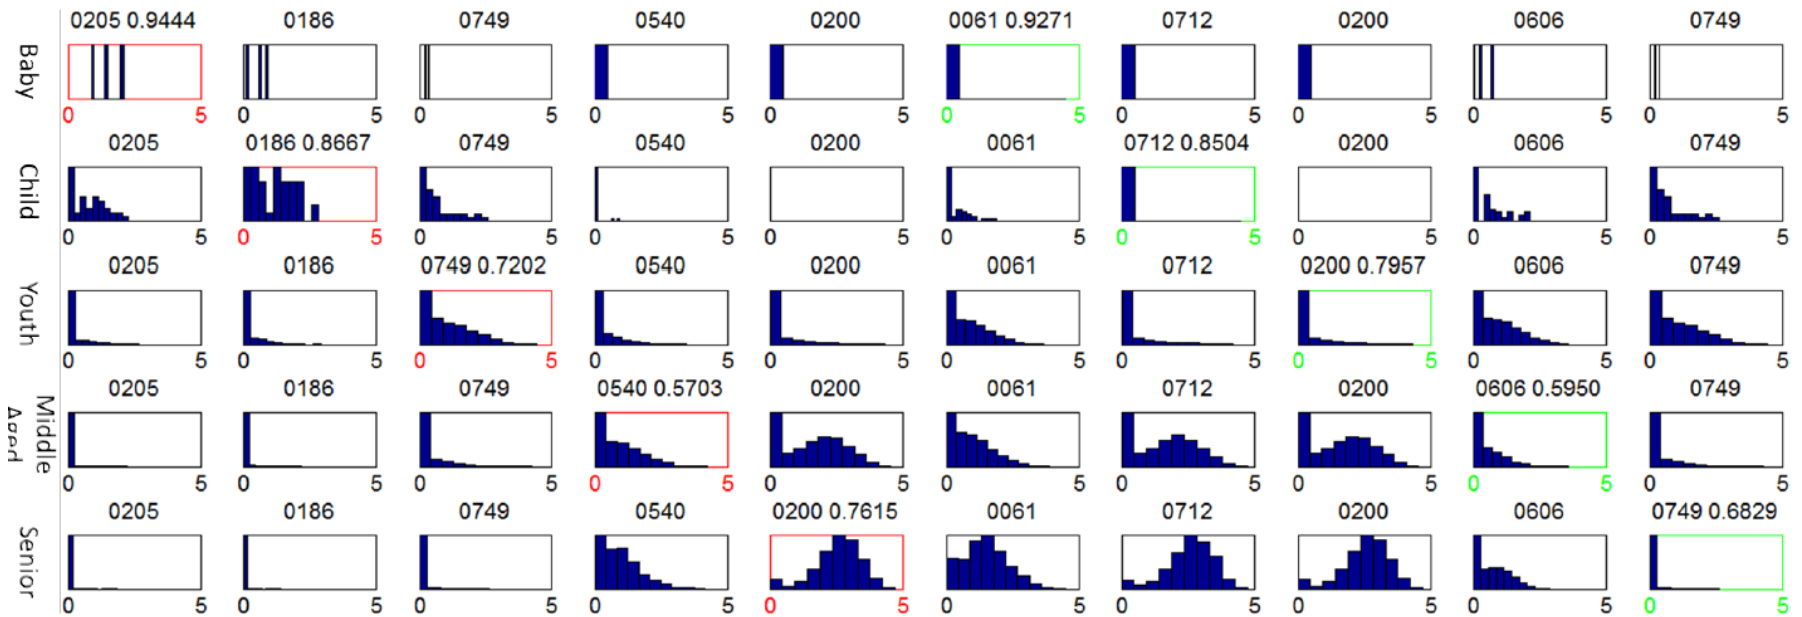 0205 0.9444 0186 0749 0540 0200 0061 0.9271 0712 0200 0606 0749
Baby
0 5 0 5 0 5 0 5 0 5 0 5 0 5 0 5 0 5 0 5
0205 0186 0.8667 0749 0540 0200 0061 0712 0.8504 0200 0606 0749
Child
0 5 0 5 0 5 0 5 0 5 0 5 0 5 0 5 0 5 0 5
0205 0186 0749 0.7202 0540 0200 0061 0712 0200 0.7957 0606 0749
Youth
0 5 0 5 0 5 0 5 0 5 0 5 0 5 0 5 0 5 0 5
0205 0186 0749 0540 0.5703 0200 0061 0712 0200 0606 0.5950 0749
Middle
Aged
0 5 0 5 0 5 0 5 0 5 0 5 0 5 0 5 0 5 0 5
0205 0186 0749 0540 0200 0.7615 0061 0712 0200 0606 0749 0.6829
Senior
0 5 0 5 0 5 0 5 0 5 0 5 0 5 0 5 0 5 0 5